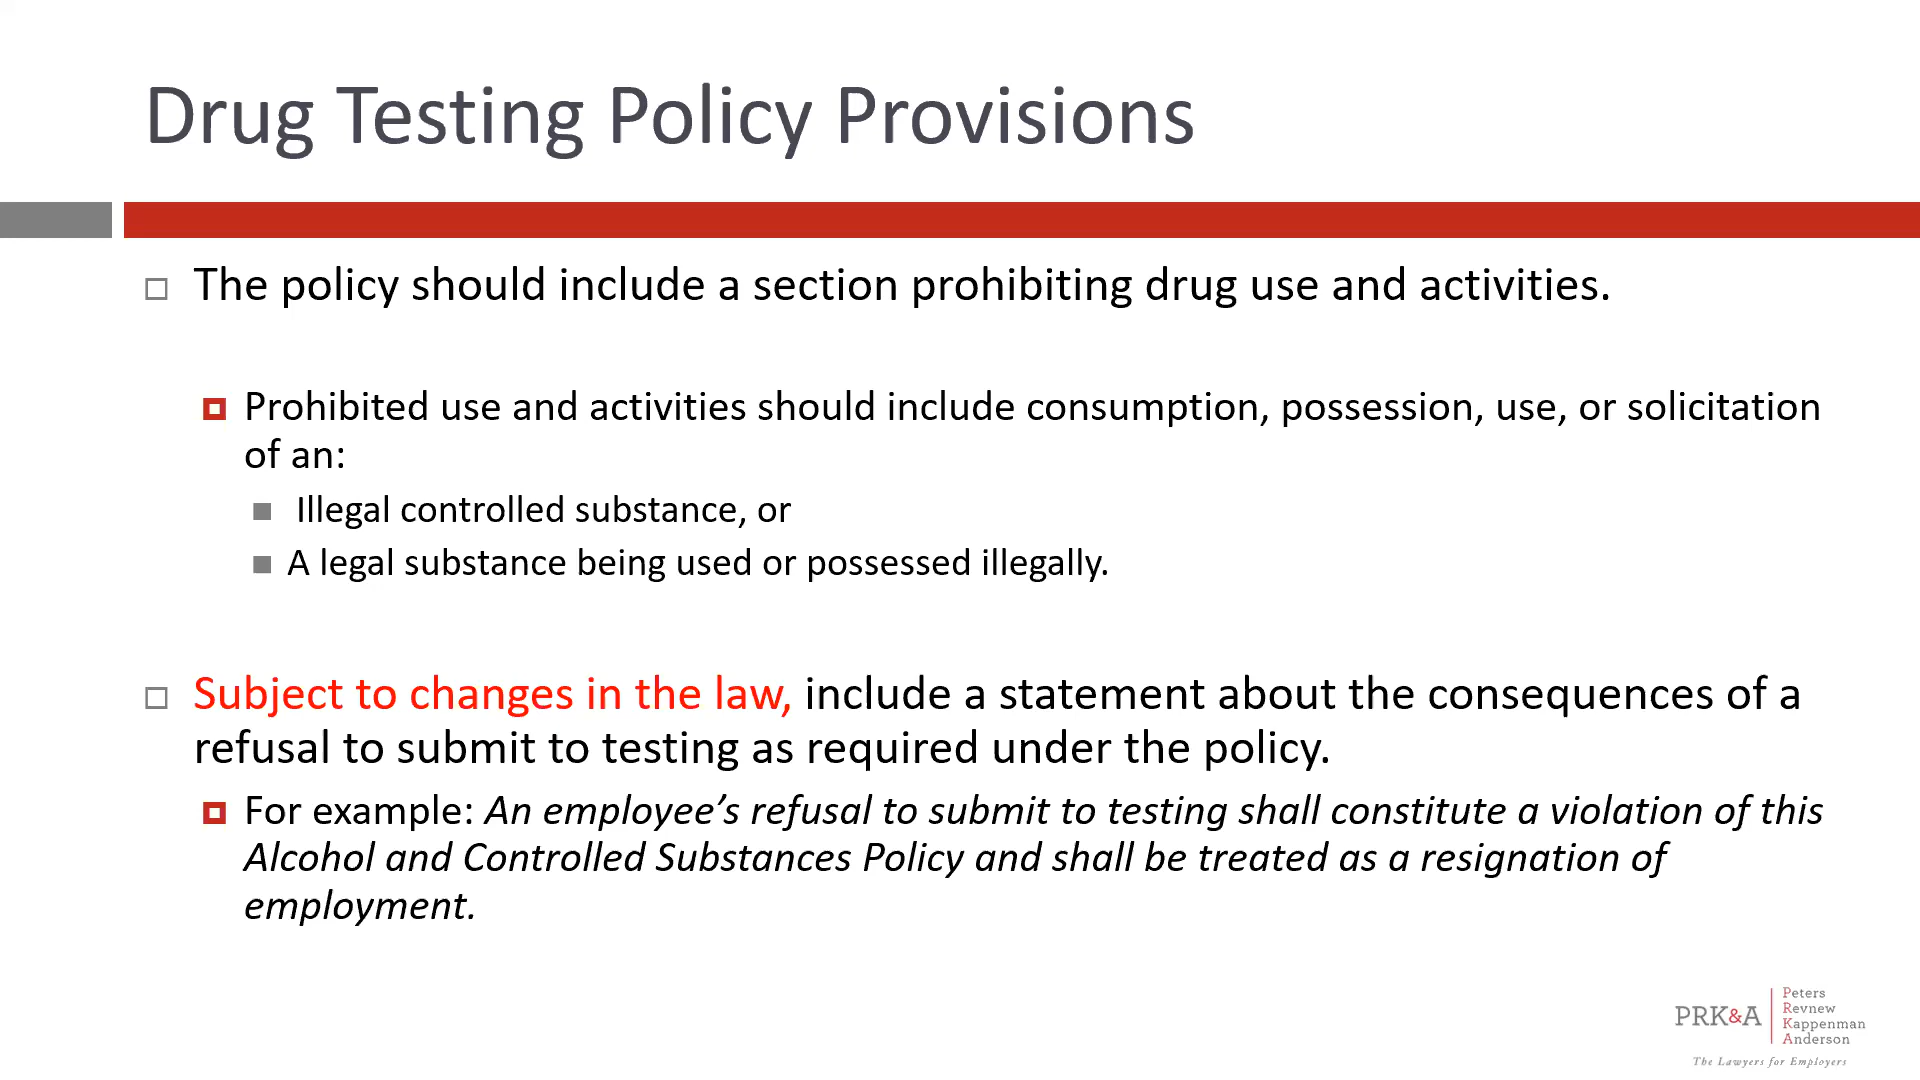 Drug Testing Policy Provisions
The policy should include a section prohibiting drug use and activities.
Prohibited use and activities should include consumption, possession, use, or solicitation
of an:
Illegal controlled substance, or
A legal substance being used or possessed illegally.
Subject to changes in the law, include a statement about the consequences of a
refusal to submit to testing as required under the policy.
For example: An employee’s refusal to submit to testing shall constitute a violation of this
Alcohol and Controlled Substances Policy and shall be treated as a resignation of
employment.
PRK&A
Peters
Revnew
Kappenman
Anderson
The Lawyers for Employers